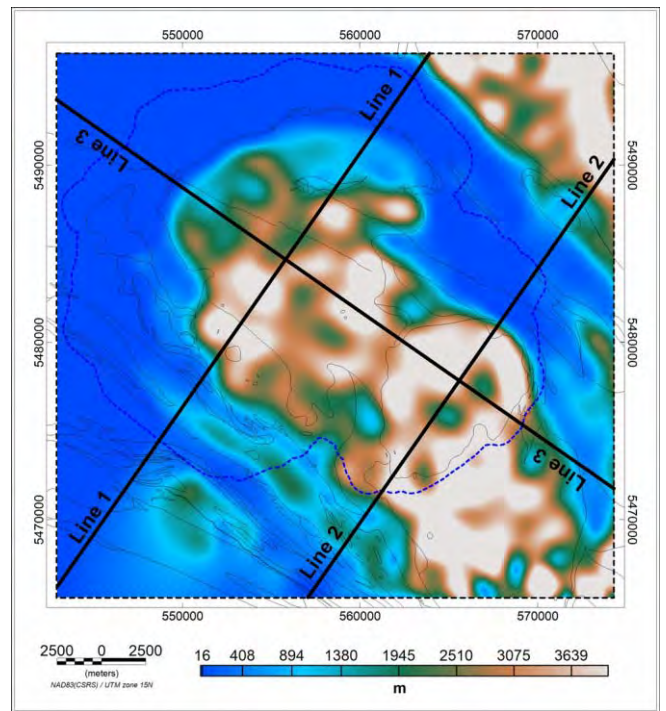 550000 560000 570000
Line 1
Line 3
Line 2
5490000 5490000
5480000 5480000
5470000 5470000
Line 1
Line 2
Line 3
550000 560000 570000
2500 0 2500
(meters)
NAD83(CSRS) / UTM zone 15N
16 408 894 1380 1945 2510 3075 3639
m